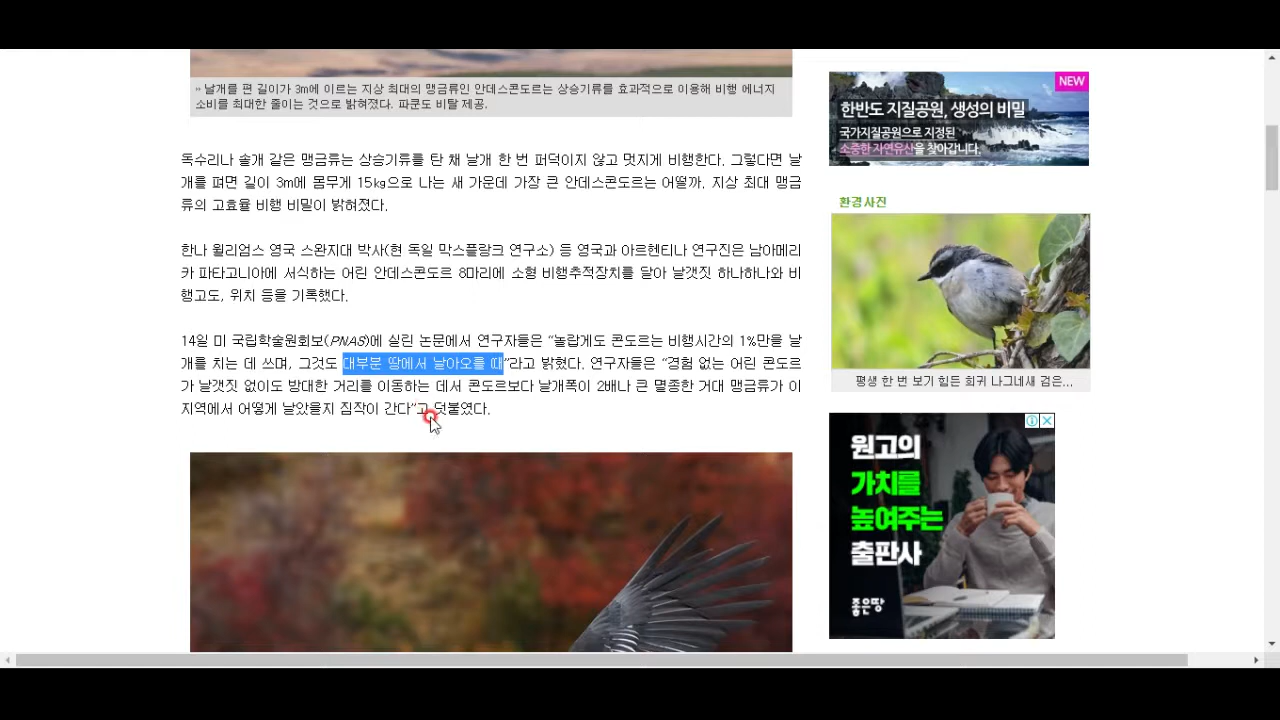 » 날개를 편 길이가 3m에 이르는 지상 최대의 맹금류인 안데스콘도르는 상승기류를 효과적으로 이용해 비행 에너지
소비를 최대한 줄이는 것으로 밝혀졌다. 파쿤도 비탈 제공.
독수리나 솔개 같은 맹금류는 상승기류를 탄 채 날개 한 번 퍼덕이지 않고 멋지게 비행한다. 그렇다면 날
개를 펴면 길이 3m에 몸무게 15㎏으로 나는 새 가운데 가장 큰 안데스콘도르는 어떨까. 지상 최대 맹금
류의 고효율 비행 비밀이 밝혀졌다.
한나 윌리엄스 영국 스완지대 박사(현 독일 막스플랑크 연구소) 등 영국과 아르헨티나 연구진은 남아메리
카 파타고니아에 서식하는 어린 안데스콘도르 8마리에 소형 비행추적장치를 달아 날갯짓 하나하나와 비
행고도, 위치 등을 기록했다.
14일 미 국립학술원회보(PNAS)에 실린 논문에서 연구자들은 “놀랍게도 콘도르는 비행시간의 1%만을 날
개를 치는 데 쓰며, 그것도 대부분 땅에서 날아오를 때”라고 밝혔다. 연구자들은 “경험 없는 어린 콘도르
가 날갯짓 없이도 방대한 거리를 이동하는 데서 콘도르보다 날개폭이 2배나 큰 멸종한 거대 맹금류가 이
지역에서 어떻게 날았을지 짐작이 간다”고 덧붙였다.
NEW
한반도 지질공원, 생성의 비밀
국가지질공원으로 지정된
소중한 자연유산을 찾아갑니다.
환경사진
평생 한 번 보기 힘든 희귀 나그네새 검은...
원고의
가치를
높여주는
출판사
좋은땅